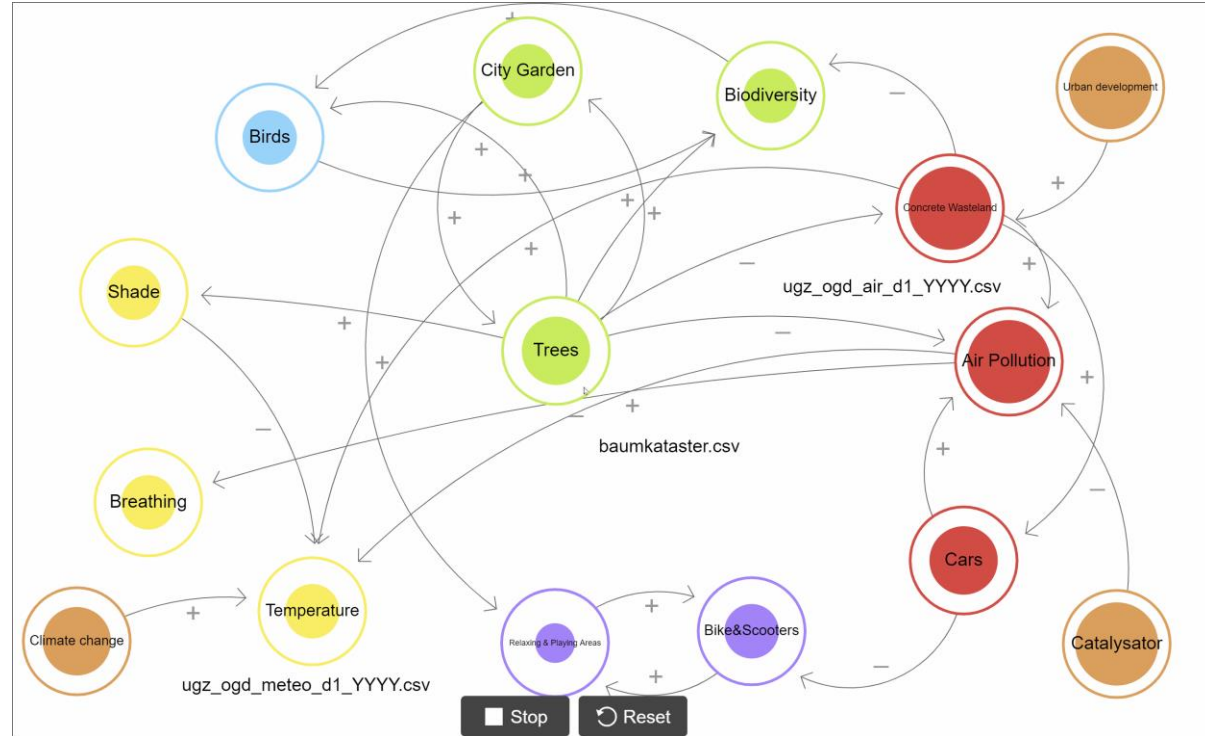 City Garden
Biodiversity
Urban development
Birds
Concrete Wasteland
Shade
ugz_ogd_air_d1_YYYY.csv
Trees
Air Pollution
baumkataster.csv
Breathing
Cars
Temperature
Climate change
Relaxing & Playing Areas
Bike&Scooters
Catalysator
ugz_ogd_meteo_d1_YYYY.csv
Stop
Reset